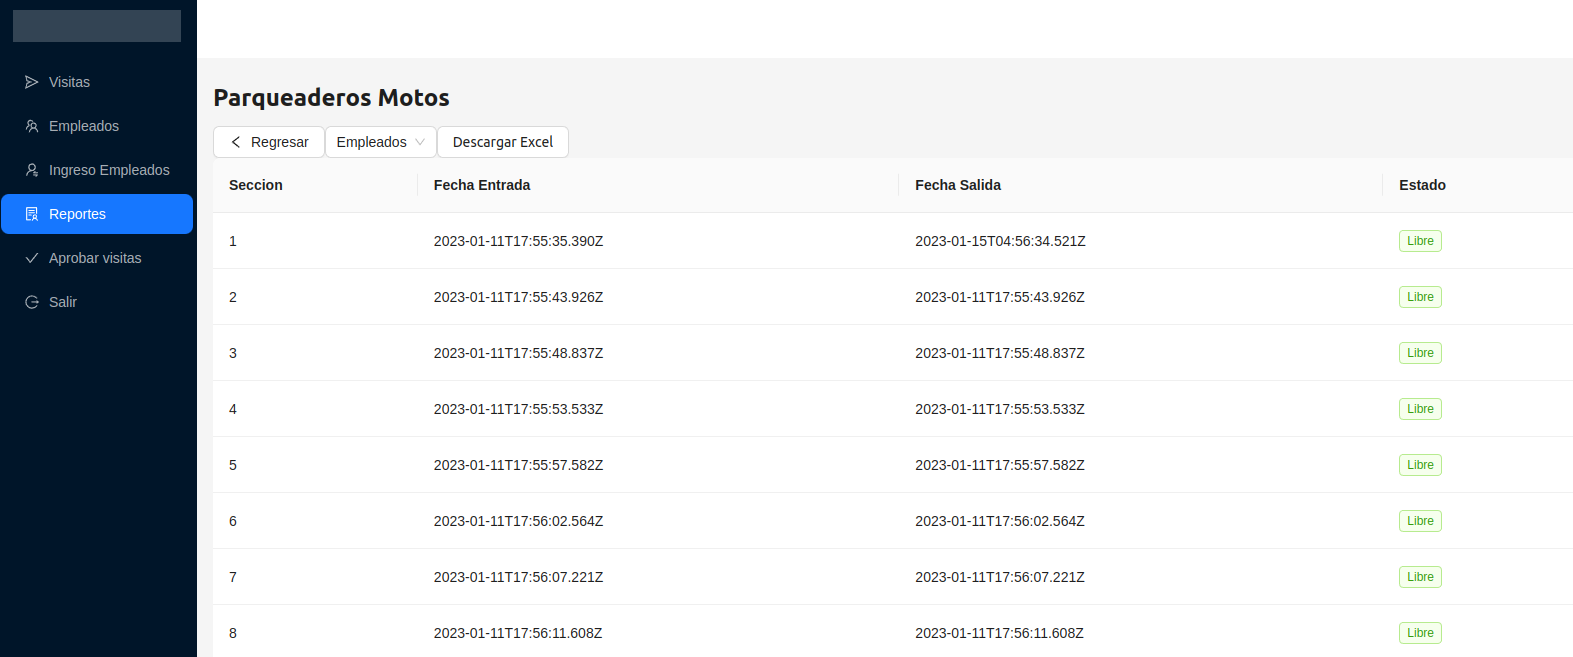 Visitas
Empleados
Ingreso Empleados
Reportes
Aprobar visitas
Salir
Parqueaderos Motos
Regresar Empleados Descargar Excel
Seccion Fecha Entrada Fecha Salida Estado
1 2023-01-11T17:55:35.390Z 2023-01-15T04:56:34.521Z Libre
2 2023-01-11T17:55:43.926Z 2023-01-11T17:55:43.926Z Libre
3 2023-01-11T17:55:48.837Z 2023-01-11T17:55:48.837Z Libre
4 2023-01-11T17:55:53.533Z 2023-01-11T17:55:53.533Z Libre
5 2023-01-11T17:55:57.582Z 2023-01-11T17:55:57.582Z Libre
6 2023-01-11T17:56:02.564Z 2023-01-11T17:56:02.564Z Libre
7 2023-01-11T17:56:07.221Z 2023-01-11T17:56:07.221Z Libre
8 2023-01-11T17:56:11.608Z 2023-01-11T17:56:11.608Z Libre